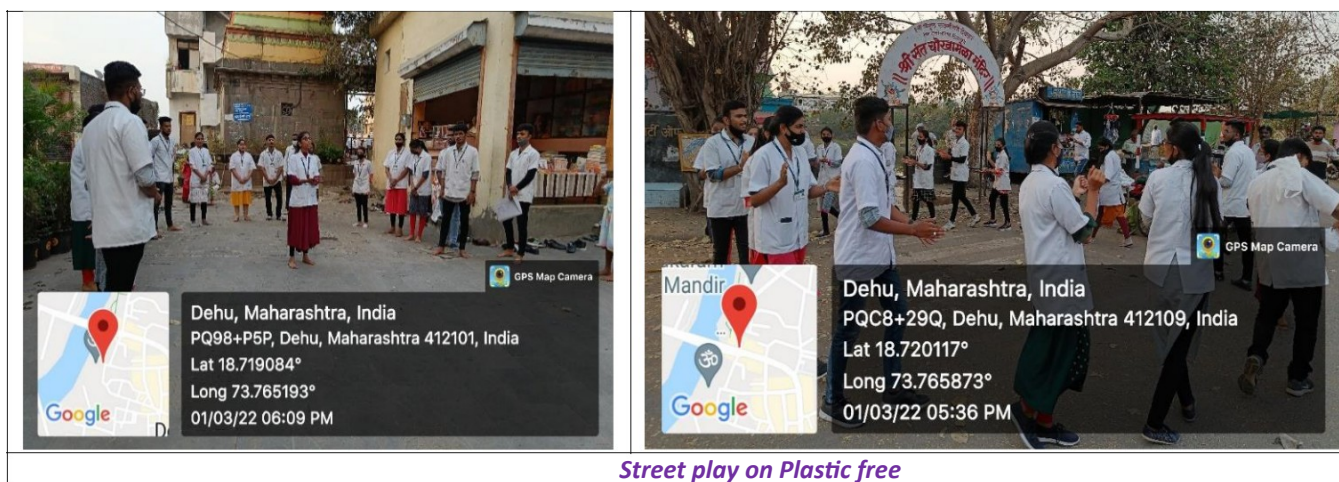 GPS Map Camera
Dehu, Maharashtra, India
PQ98+P5P, Dehu, Maharashtra 412101, India
Lat 18.719084°
Long 73.765193°
01/03/22 06:09 PM
Google
॥ श्री संत चोखामेळा मंदिर ॥
GPS Map Camera
Mandir
Dehu, Maharashtra, India
PQC8+29Q, Dehu, Maharashtra 412109, India
Lat 18.720117°
Long 73.765873°
01/03/22 05:36 PM
Google
Street play on Plastic free